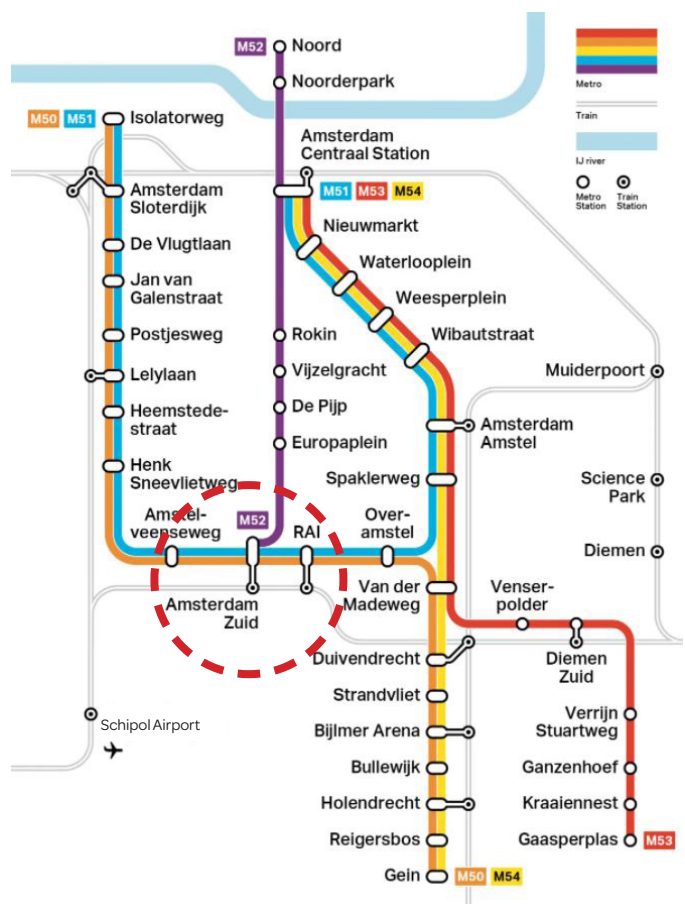 M52
Noord
Noorderpark
Metro
Train
IJ river
Metro
Station
Train
Station
M50
M51
Isolatorweg
Amsterdam
Centraal Station
M51
M53
M54
Amsterdam
Sloterdijk
Nieuwmarkt
De Vlugtlaan
Waterlooplein
Jan van
Galenstraat
Weesperplein
Postjesweg
Rokin
Wibautstraat
Lelylaan
Vijzelgracht
Muiderpoort
Heemstede-
straat
De Pijp
Amsterdam
Amstel
Europaplein
Henk
Sneevlietweg
Spaklerweg
Science
Park
Amstel-
veenseweg
M52
RAI
Over-
amstel
Diemen
Amsterdam
Zuid
Van der
Madeweg
Venser-
polder
Duivendrecht
Diemen
Zuid
Strandvliet
Schipol Airport
Bijlmer Arena
Verrijn
Stuartweg
Bullewijk
Ganzenhoef
Holendrecht
Kraaiennest
Reigersbos
Gaasperplas
M53
Gein
M50
M54